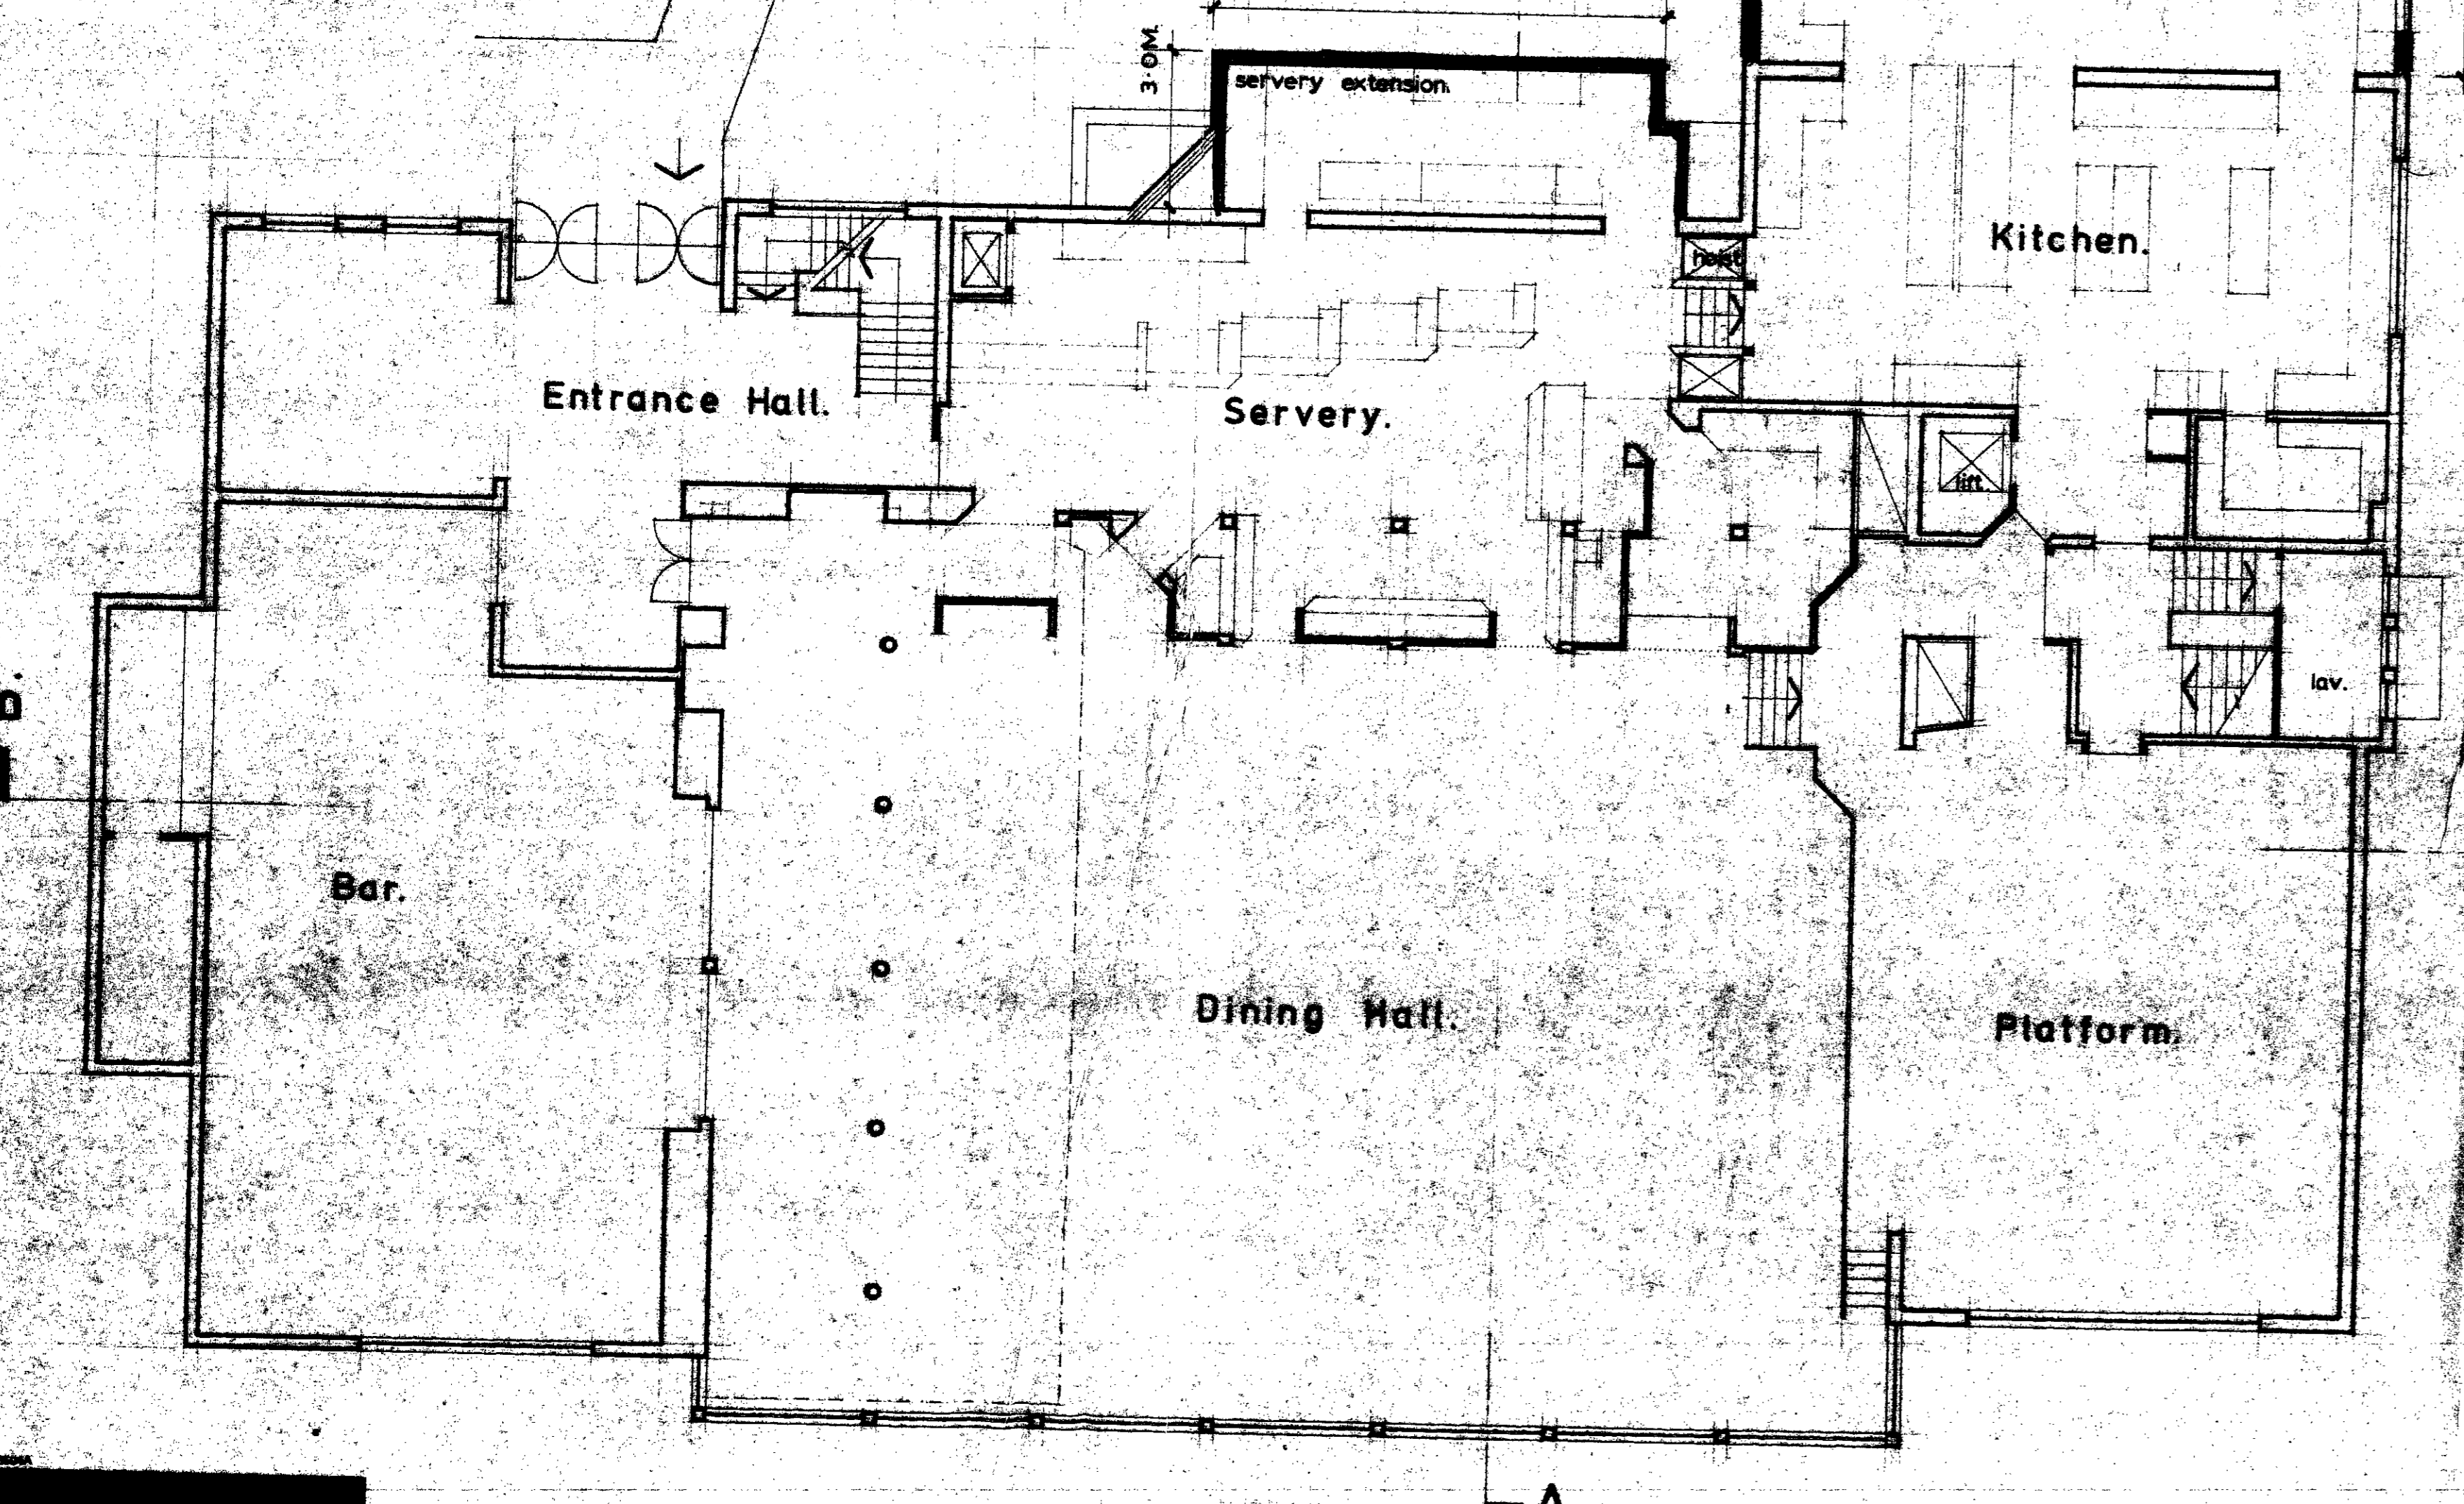 3·0M.
servery extension.
Kitchen.
hoist
Entrance Hall.
Servery.
lift.
lav.
Bar.
Dining Hall.
Platform.
A